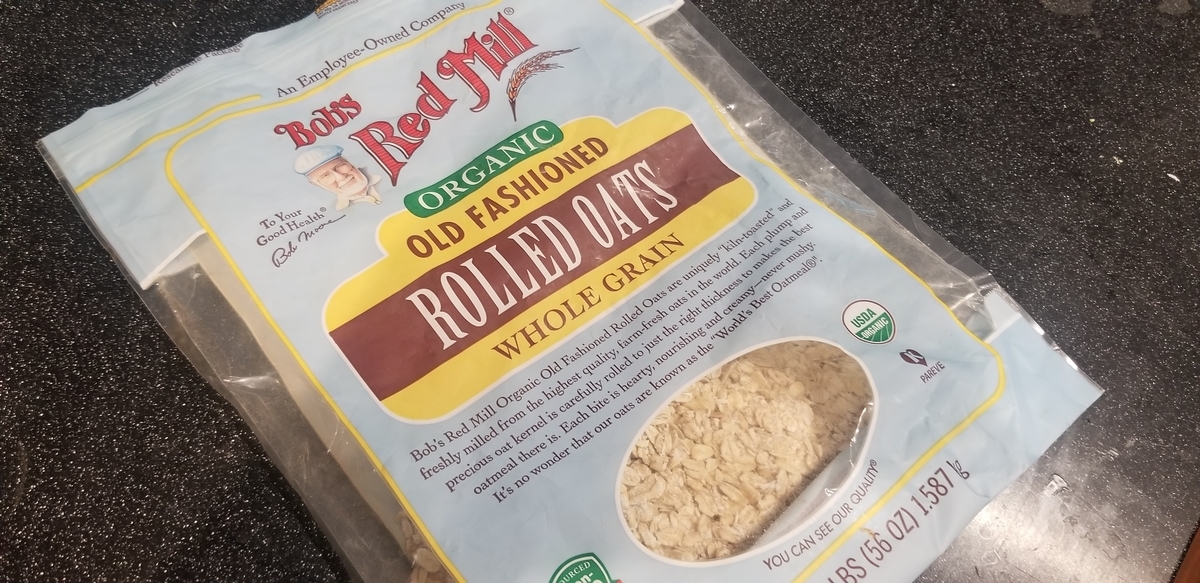 Resealable Package
An Employee-Owned Company
Bob's
Red Mill®
To Your
Good Health®
Bob Moore
ORGANIC
OLD FASHIONED
ROLLED OATS
WHOLE GRAIN
Bob's Red Mill Organic Old Fashioned Rolled Oats are uniquely "kiln-toasted" and
freshly milled from the highest quality, farm-fresh oats in the world. Each plump and
precious oat kernel is carefully rolled to just the right thickness to makes the best
oatmeal there is. Each bite is hearty, nourishing and creamy—never mushy.
It's no wonder that our oats are known as the "World's Best Oatmeal®".
USDA
ORGANIC
PAREVE
YOU CAN SEE OUR QUALITY®
LBS (56 OZ) 1.587 kg